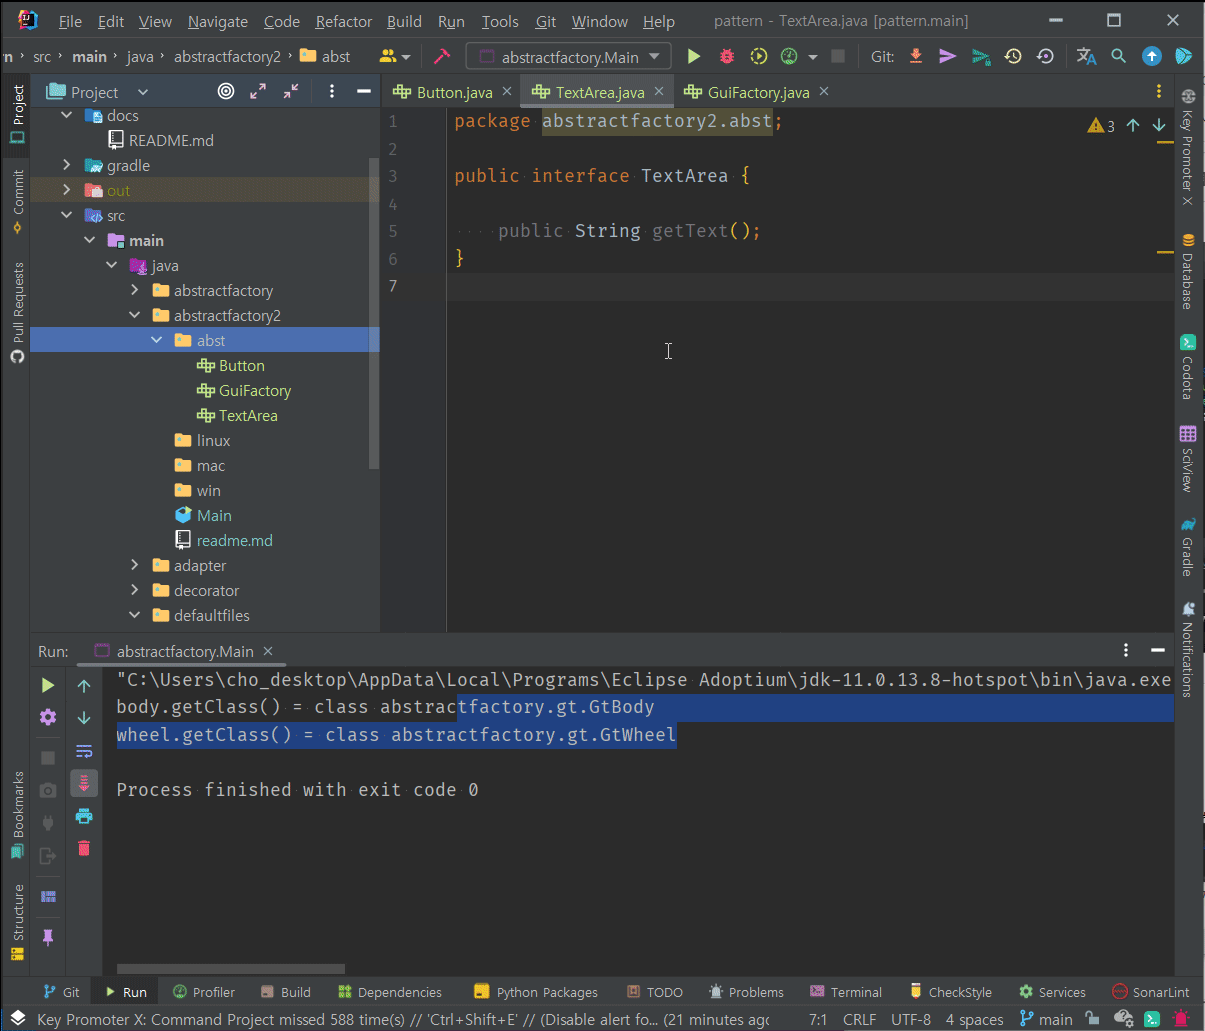 File Edit View Navigate Code Refactor Build Run Tools Git Window Help pattern - TextArea.java [pattern.main]
n › src › main › java › abstractfactory2 › abst abstractfactory.Main Git:
Project
Button.java TextArea.java GuiFactory.java
docs
README.md
gradle
out
src
main
java
abstractfactory
abstractfactory2
abst
Button
GuiFactory
TextArea
linux
mac
win
Main
readme.md
adapter
decorator
defaultfiles
1 package abstractfactory2.abst;
2
3 public interface TextArea {
4
5 public String getText();
6 }
7
3
Project
Commit
Pull Requests
Bookmarks
Structure
Key Promoter X
Database
Codota
SciView
Gradle
Notifications
Run: abstractfactory.Main
"C:\Users\cho_desktop\AppData\Local\Programs\Eclipse Adoptium\jdk-11.0.13.8-hotspot\bin\java.exe
body.getClass() = class abstractfactory.gt.GtBody
wheel.getClass() = class abstractfactory.gt.GtWheel
Process finished with exit code 0
Git Run Profiler Build Dependencies Python Packages TODO Problems Terminal CheckStyle Services SonarLint
Key Promoter X: Command Project missed 588 time(s) // 'Ctrl+Shift+E' // (Disable alert fo... (21 minutes agc 7:1 CRLF UTF-8 4 spaces main